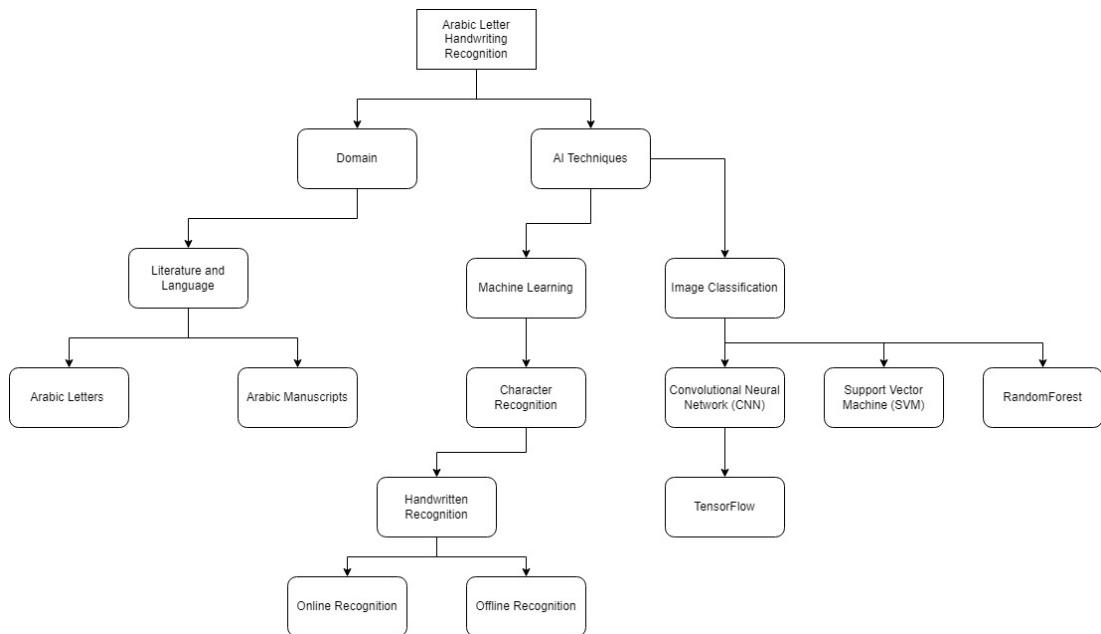 Arabic Letter
Handwriting
Recognition
Domain
AI Techniques
Literature and
Language
Machine Learning
Image Classification
Arabic Letters
Arabic Manuscripts
Character
Recognition
Convolutional Neural
Network (CNN)
Support Vector
Machine (SVM)
RandomForest
Handwritten
Recognition
TensorFlow
Online Recognition
Offline Recognition